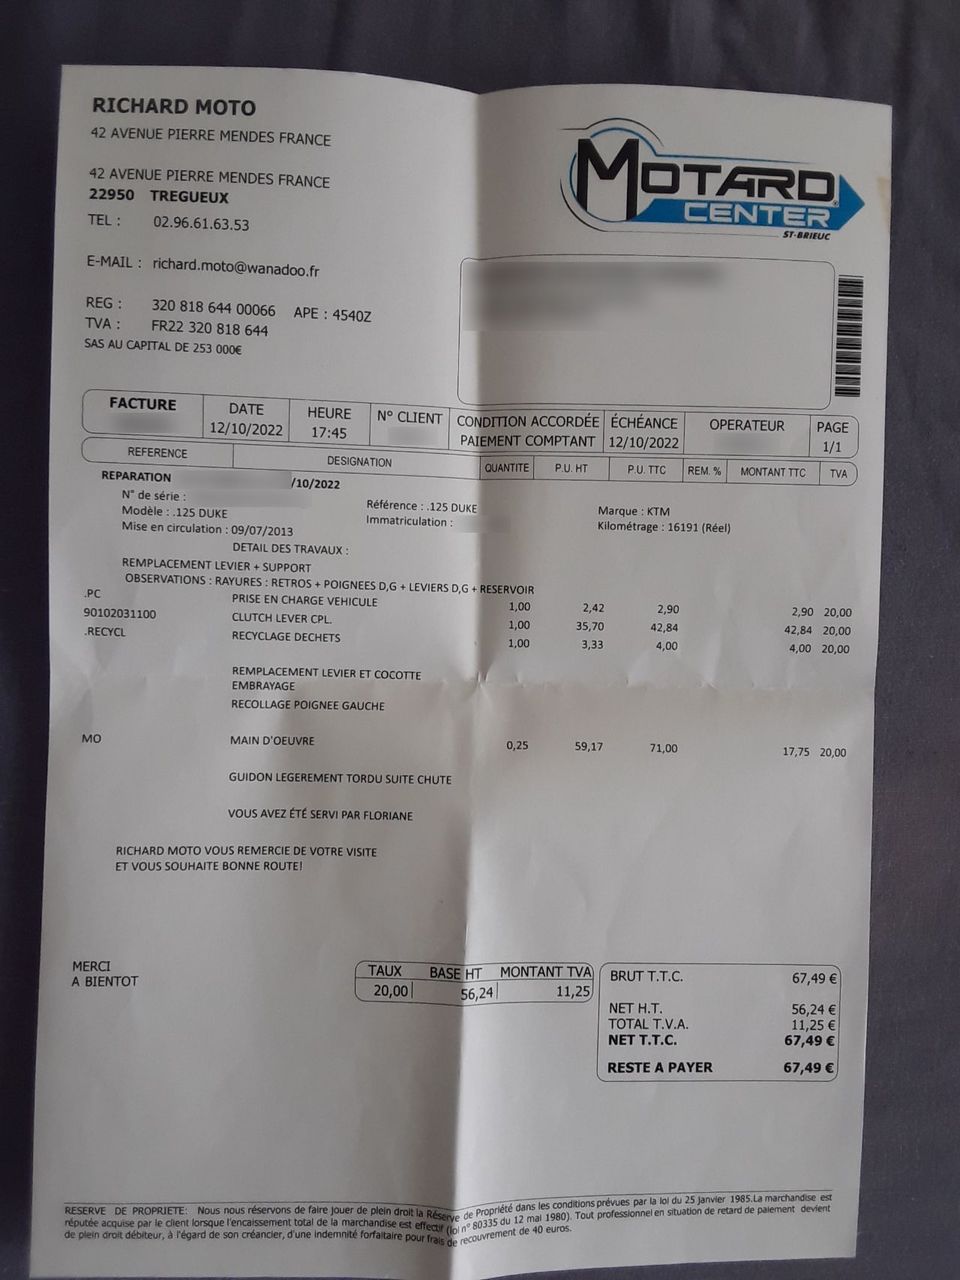 RICHARD MOTO
42 AVENUE PIERRE MENDES FRANCE
42 AVENUE PIERRE MENDES FRANCE
22950 TREGUEUX
TEL : 02.96.61.63.53
E-MAIL : richard.moto@wanadoo.fr
REG : 320 818 644 00066 APE : 4540Z
TVA : FR22 320 818 644
SAS AU CAPITAL DE 253 000€
MOTARD
CENTER
ST-BRIEUC
FACTURE DATE HEURE N° CLIENT CONDITION ACCORDÉE ÉCHÉANCE OPERATEUR PAGE
12/10/2022 17:45 PAIEMENT COMPTANT 12/10/2022 1/1
REFERENCE DESIGNATION QUANTITE P.U. HT P.U. TTC REM. % MONTANT TTC TVA
REPARATION /10/2022
N° de série : Référence : .125 DUKE Marque : KTM
Modèle : .125 DUKE Immatriculation : Kilométrage : 16191 (Réel)
Mise en circulation : 09/07/2013
DETAIL DES TRAVAUX :
REMPLACEMENT LEVIER + SUPPORT
OBSERVATIONS : RAYURES : RETROS + POIGNEES D,G + LEVIERS D,G + RESERVOIR
.PC PRISE EN CHARGE VEHICULE 1,00 2,42 2,90 2,90 20,00
90102031100 CLUTCH LEVER CPL. 1,00 35,70 42,84 42,84 20,00
.RECYCL RECYCLAGE DECHETS 1,00 3,33 4,00 4,00 20,00
REMPLACEMENT LEVIER ET COCOTTE
EMBRAYAGE
RECOLLAGE POIGNEE GAUCHE
MO MAIN D'OEUVRE 0,25 59,17 71,00 17,75 20,00
GUIDON LEGEREMENT TORDU SUITE CHUTE
VOUS AVEZ ÉTÉ SERVI PAR FLORIANE
RICHARD MOTO VOUS REMERCIE DE VOTRE VISITE
ET VOUS SOUHAITE BONNE ROUTE!
MERCI
A BIENTOT
TAUX BASE HT MONTANT TVA
20,00 56,24 11,25
BRUT T.T.C. 67,49 €
NET H.T. 56,24 €
TOTAL T.V.A. 11,25 €
NET T.T.C. 67,49 €
RESTE A PAYER 67,49 €
RESERVE DE PROPRIETE: Nous nous réservons de faire jouer de plein droit la Réserve de Propriété dans les conditions prévues par la loi du 25 janvier 1985.La marchandise est
réputée acquise par le client lorsque l'encaissement total de la marchandise est effectif (loi n° 80335 du 12 mai 1980). Tout professionnel en situation de retard de paiement devient
de plein droit débiteur, à l'égard de son créancier, d'une indemnité forfaitaire pour frais de recouvrement de 40 euros.